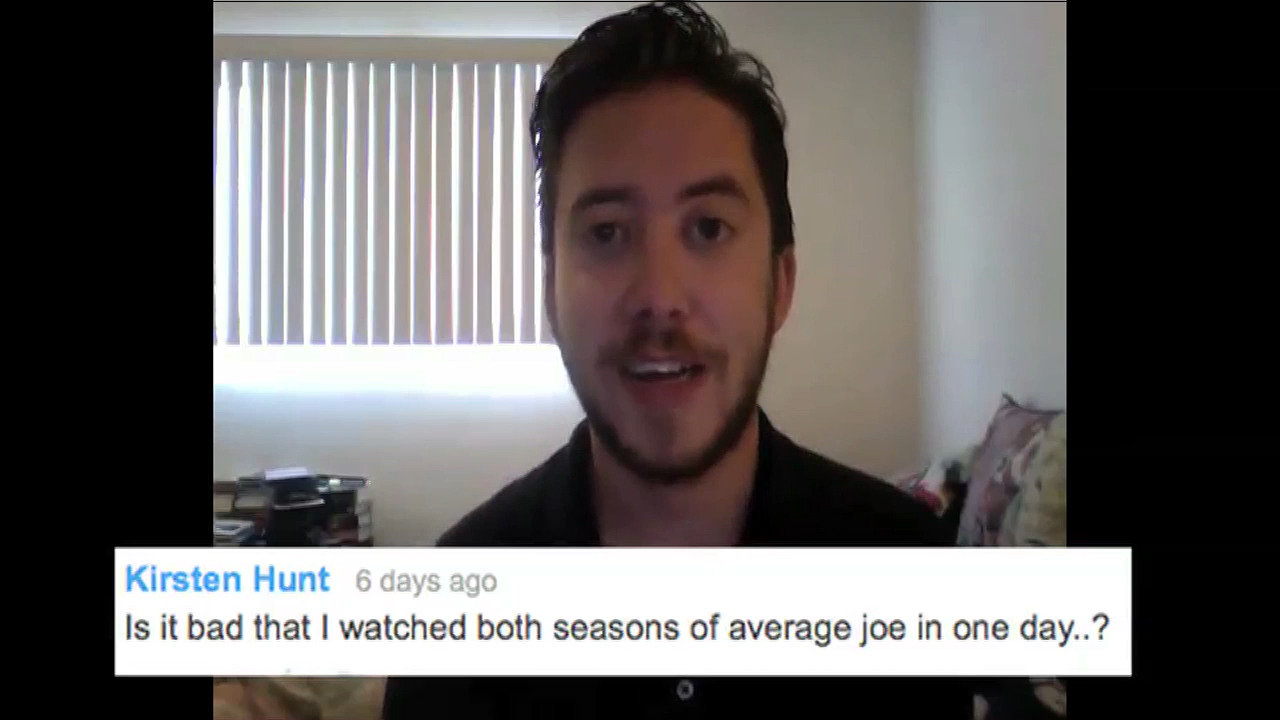 Kirsten Hunt 6 days ago
Is it bad that I watched both seasons of average joe in one day..?